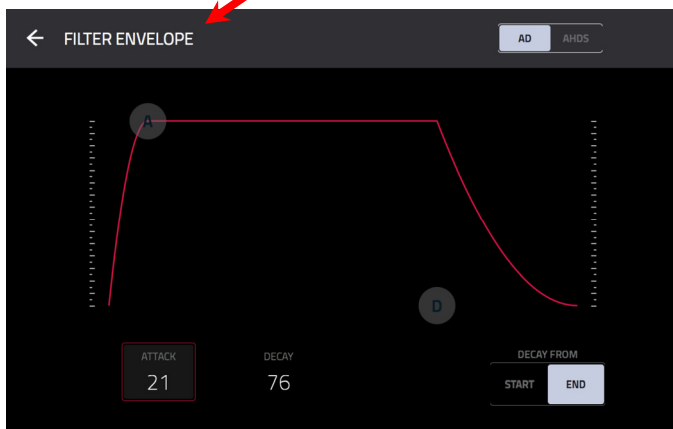 FILTER ENVELOPE
AD AHDS
A
D
ATTACK DECAY DECAY FROM
21 76 START END